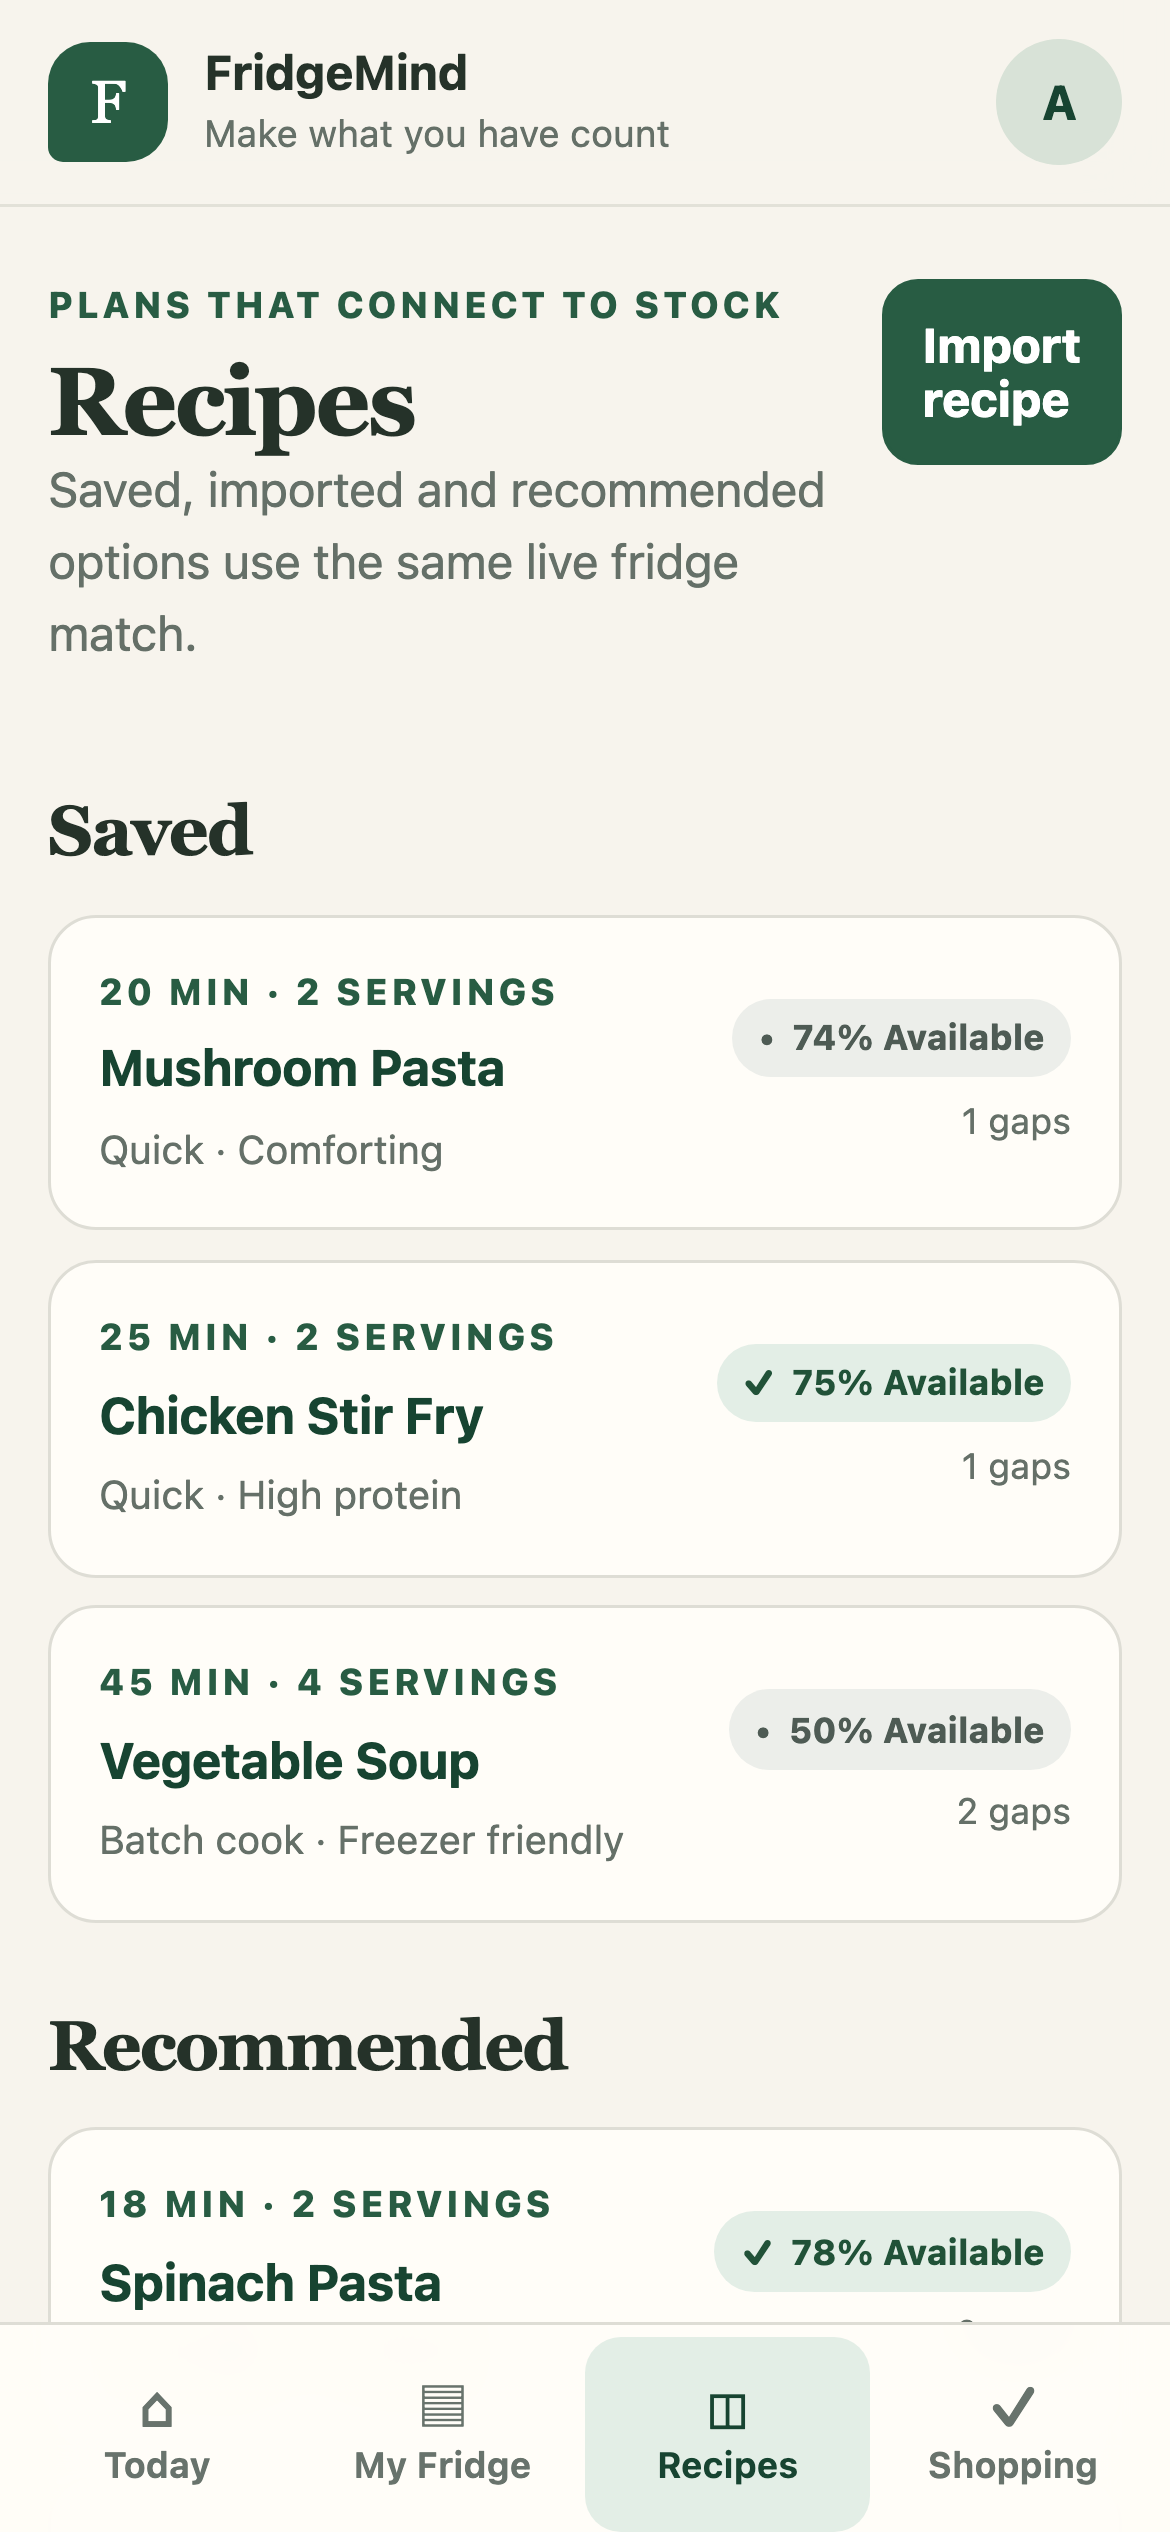 F
FridgeMind
Make what you have count
A
PLANS THAT CONNECT TO STOCK
Recipes
Saved, imported and recommended
options use the same live fridge
match.
Import
recipe
Saved
20 MIN · 2 SERVINGS
Mushroom Pasta
Quick · Comforting
• 74% Available
1 gaps
25 MIN · 2 SERVINGS
Chicken Stir Fry
Quick · High protein
✓ 75% Available
1 gaps
45 MIN · 4 SERVINGS
Vegetable Soup
Batch cook · Freezer friendly
• 50% Available
2 gaps
Recommended
18 MIN · 2 SERVINGS
Spinach Pasta
✓ 78% Available
Today
My Fridge
Recipes
Shopping